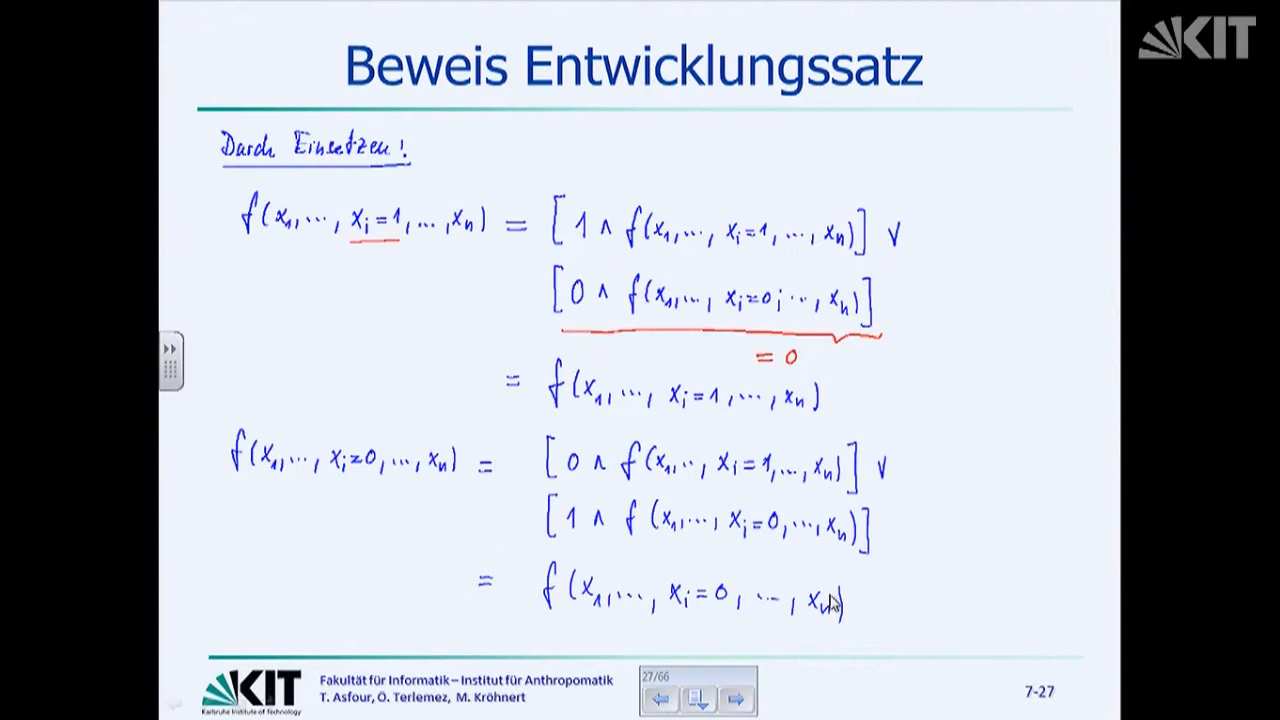 KIT
Beweis Entwicklungssatz
Durch Einsetzen!
f(x₁,..., xᵢ=1,...,xₙ) = [1 ∧ f(x₁,..., xᵢ=1,...,xₙ)] ∨
[0 ∧ f(x₁,..., xᵢ=0,...,xₙ)]
= 0
= f(x₁,..., xᵢ=1,...,xₙ)
f(x₁,..., xᵢ=0,...,xₙ) = [0 ∧ f(x₁,..., xᵢ=1,...,xₙ)] ∨
[1 ∧ f(x₁,..., xᵢ=0,...,xₙ)]
= f(x₁,..., xᵢ=0,...,xₙ)
KIT
Karlsruhe Institute of Technology
Fakultät für Informatik – Institut für Anthropomatik
T. Asfour, Ö. Terlemez, M. Kröhnert
27/66
7-27